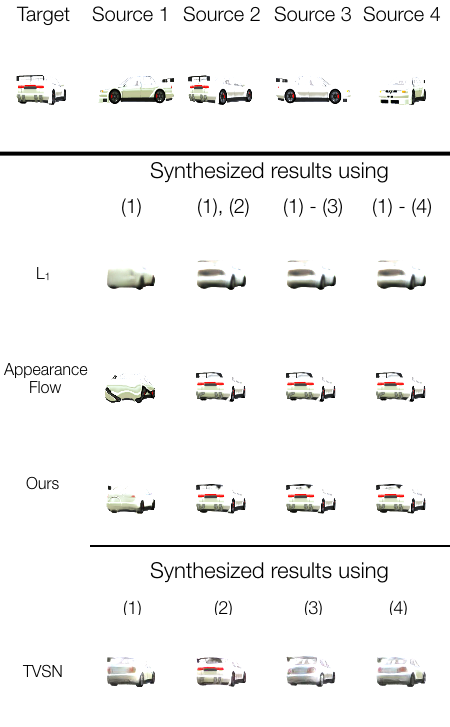 Target Source 1 Source 2 Source 3 Source 4
Synthesized results using
(1) (1), (2) (1) - (3) (1) - (4)
L₁
Appearance
Flow
Ours
Synthesized results using
(1) (2) (3) (4)
TVSN